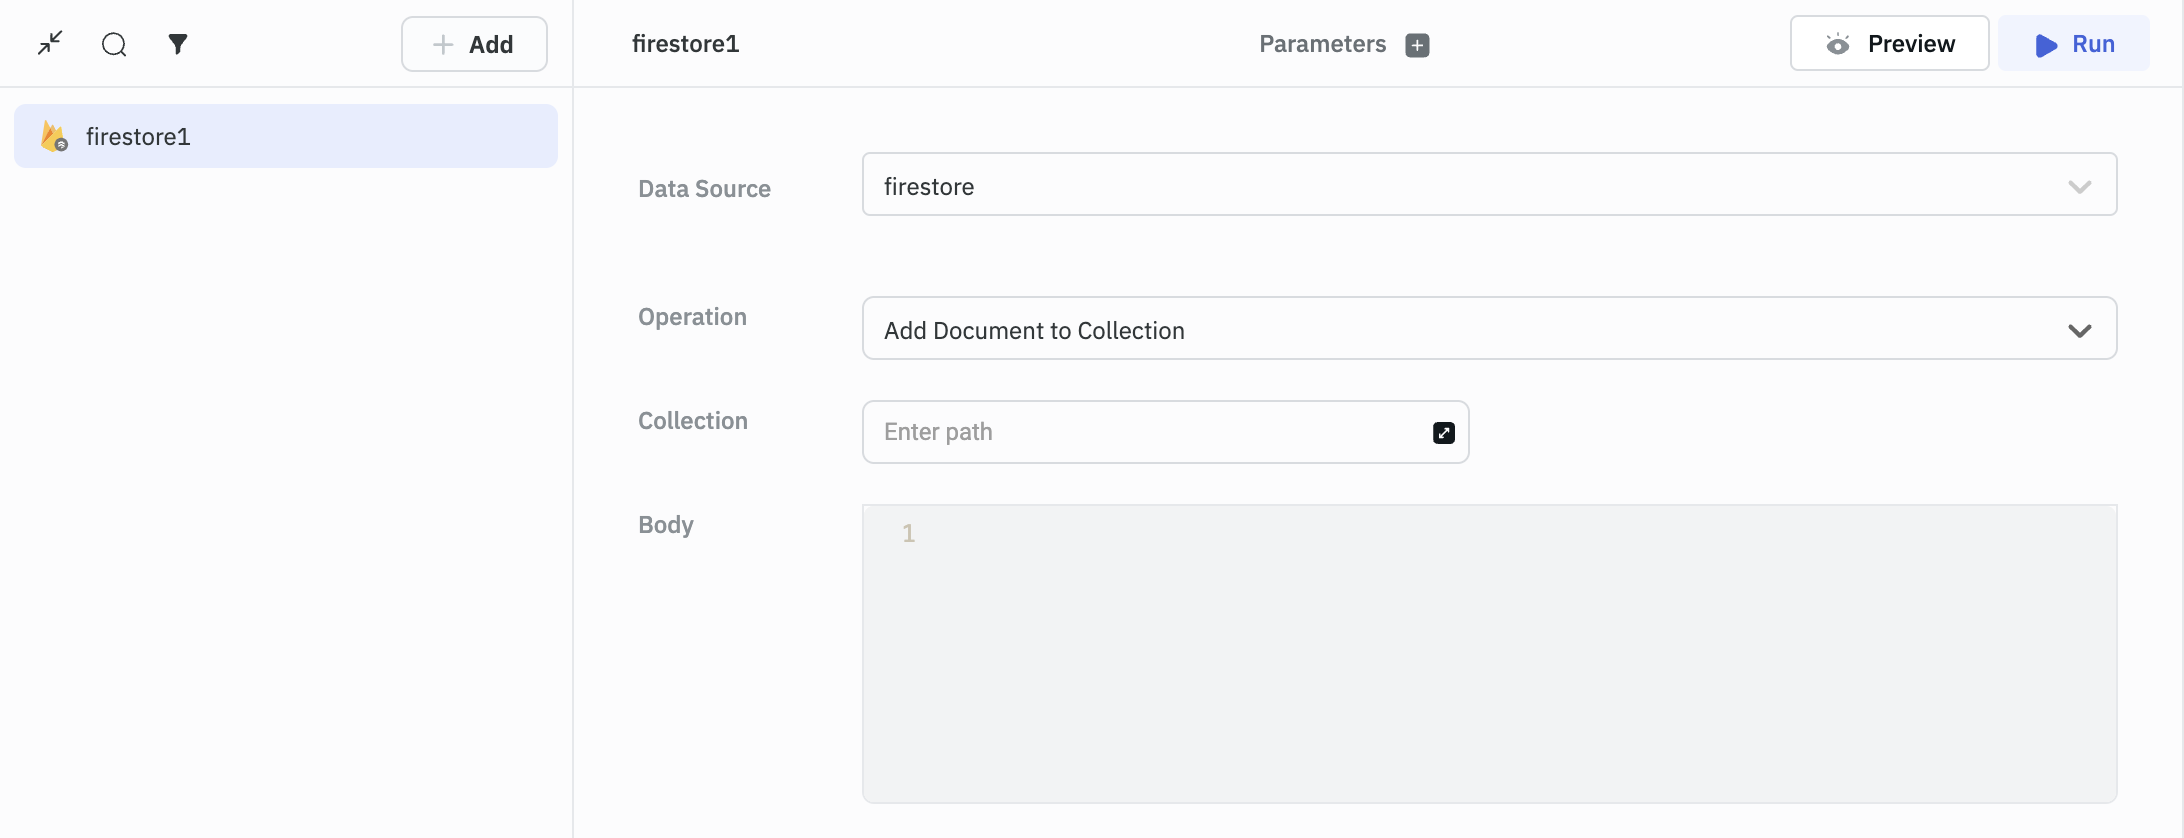 Add
firestore1
Parameters
Preview
Run
firestore1
Data Source
firestore
Operation
Add Document to Collection
Collection
Enter path
Body
1